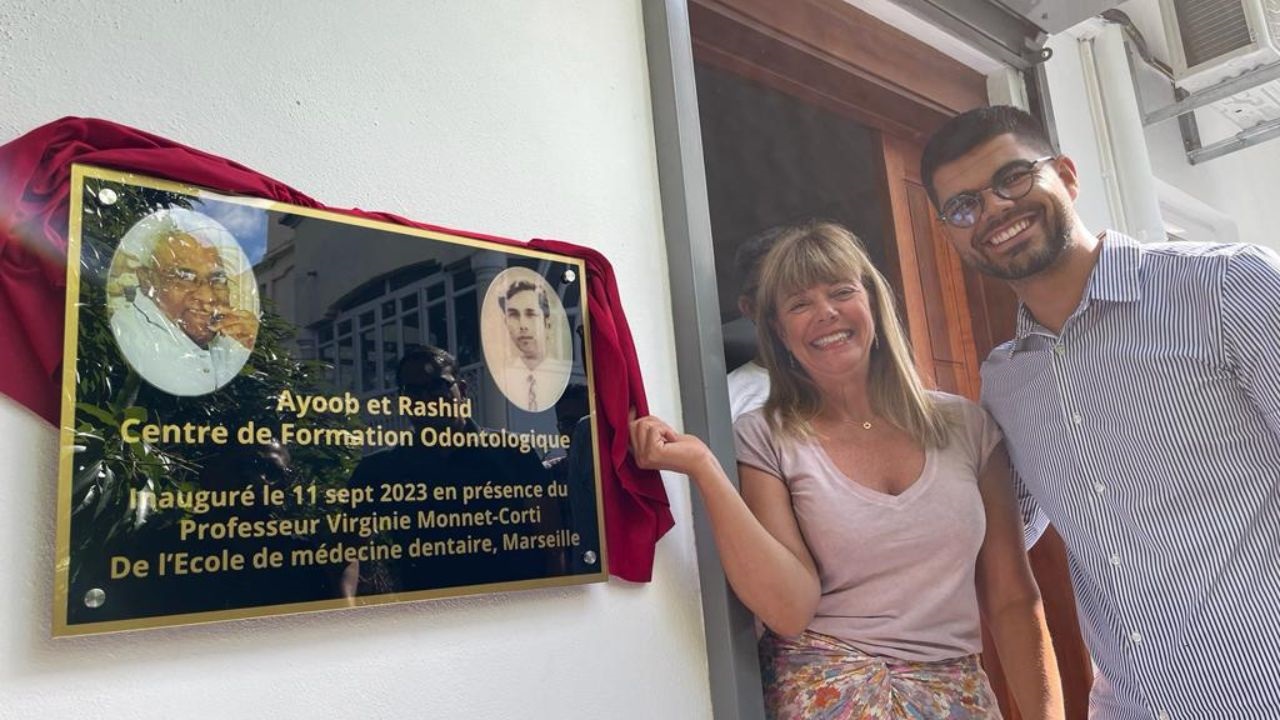 Ayoob et Rashid
Centre de Formation Odontologique
Inauguré le 11 sept 2023 en présence du
Professeur Virginie Monnet-Corti
De l'Ecole de médecine dentaire, Marseille